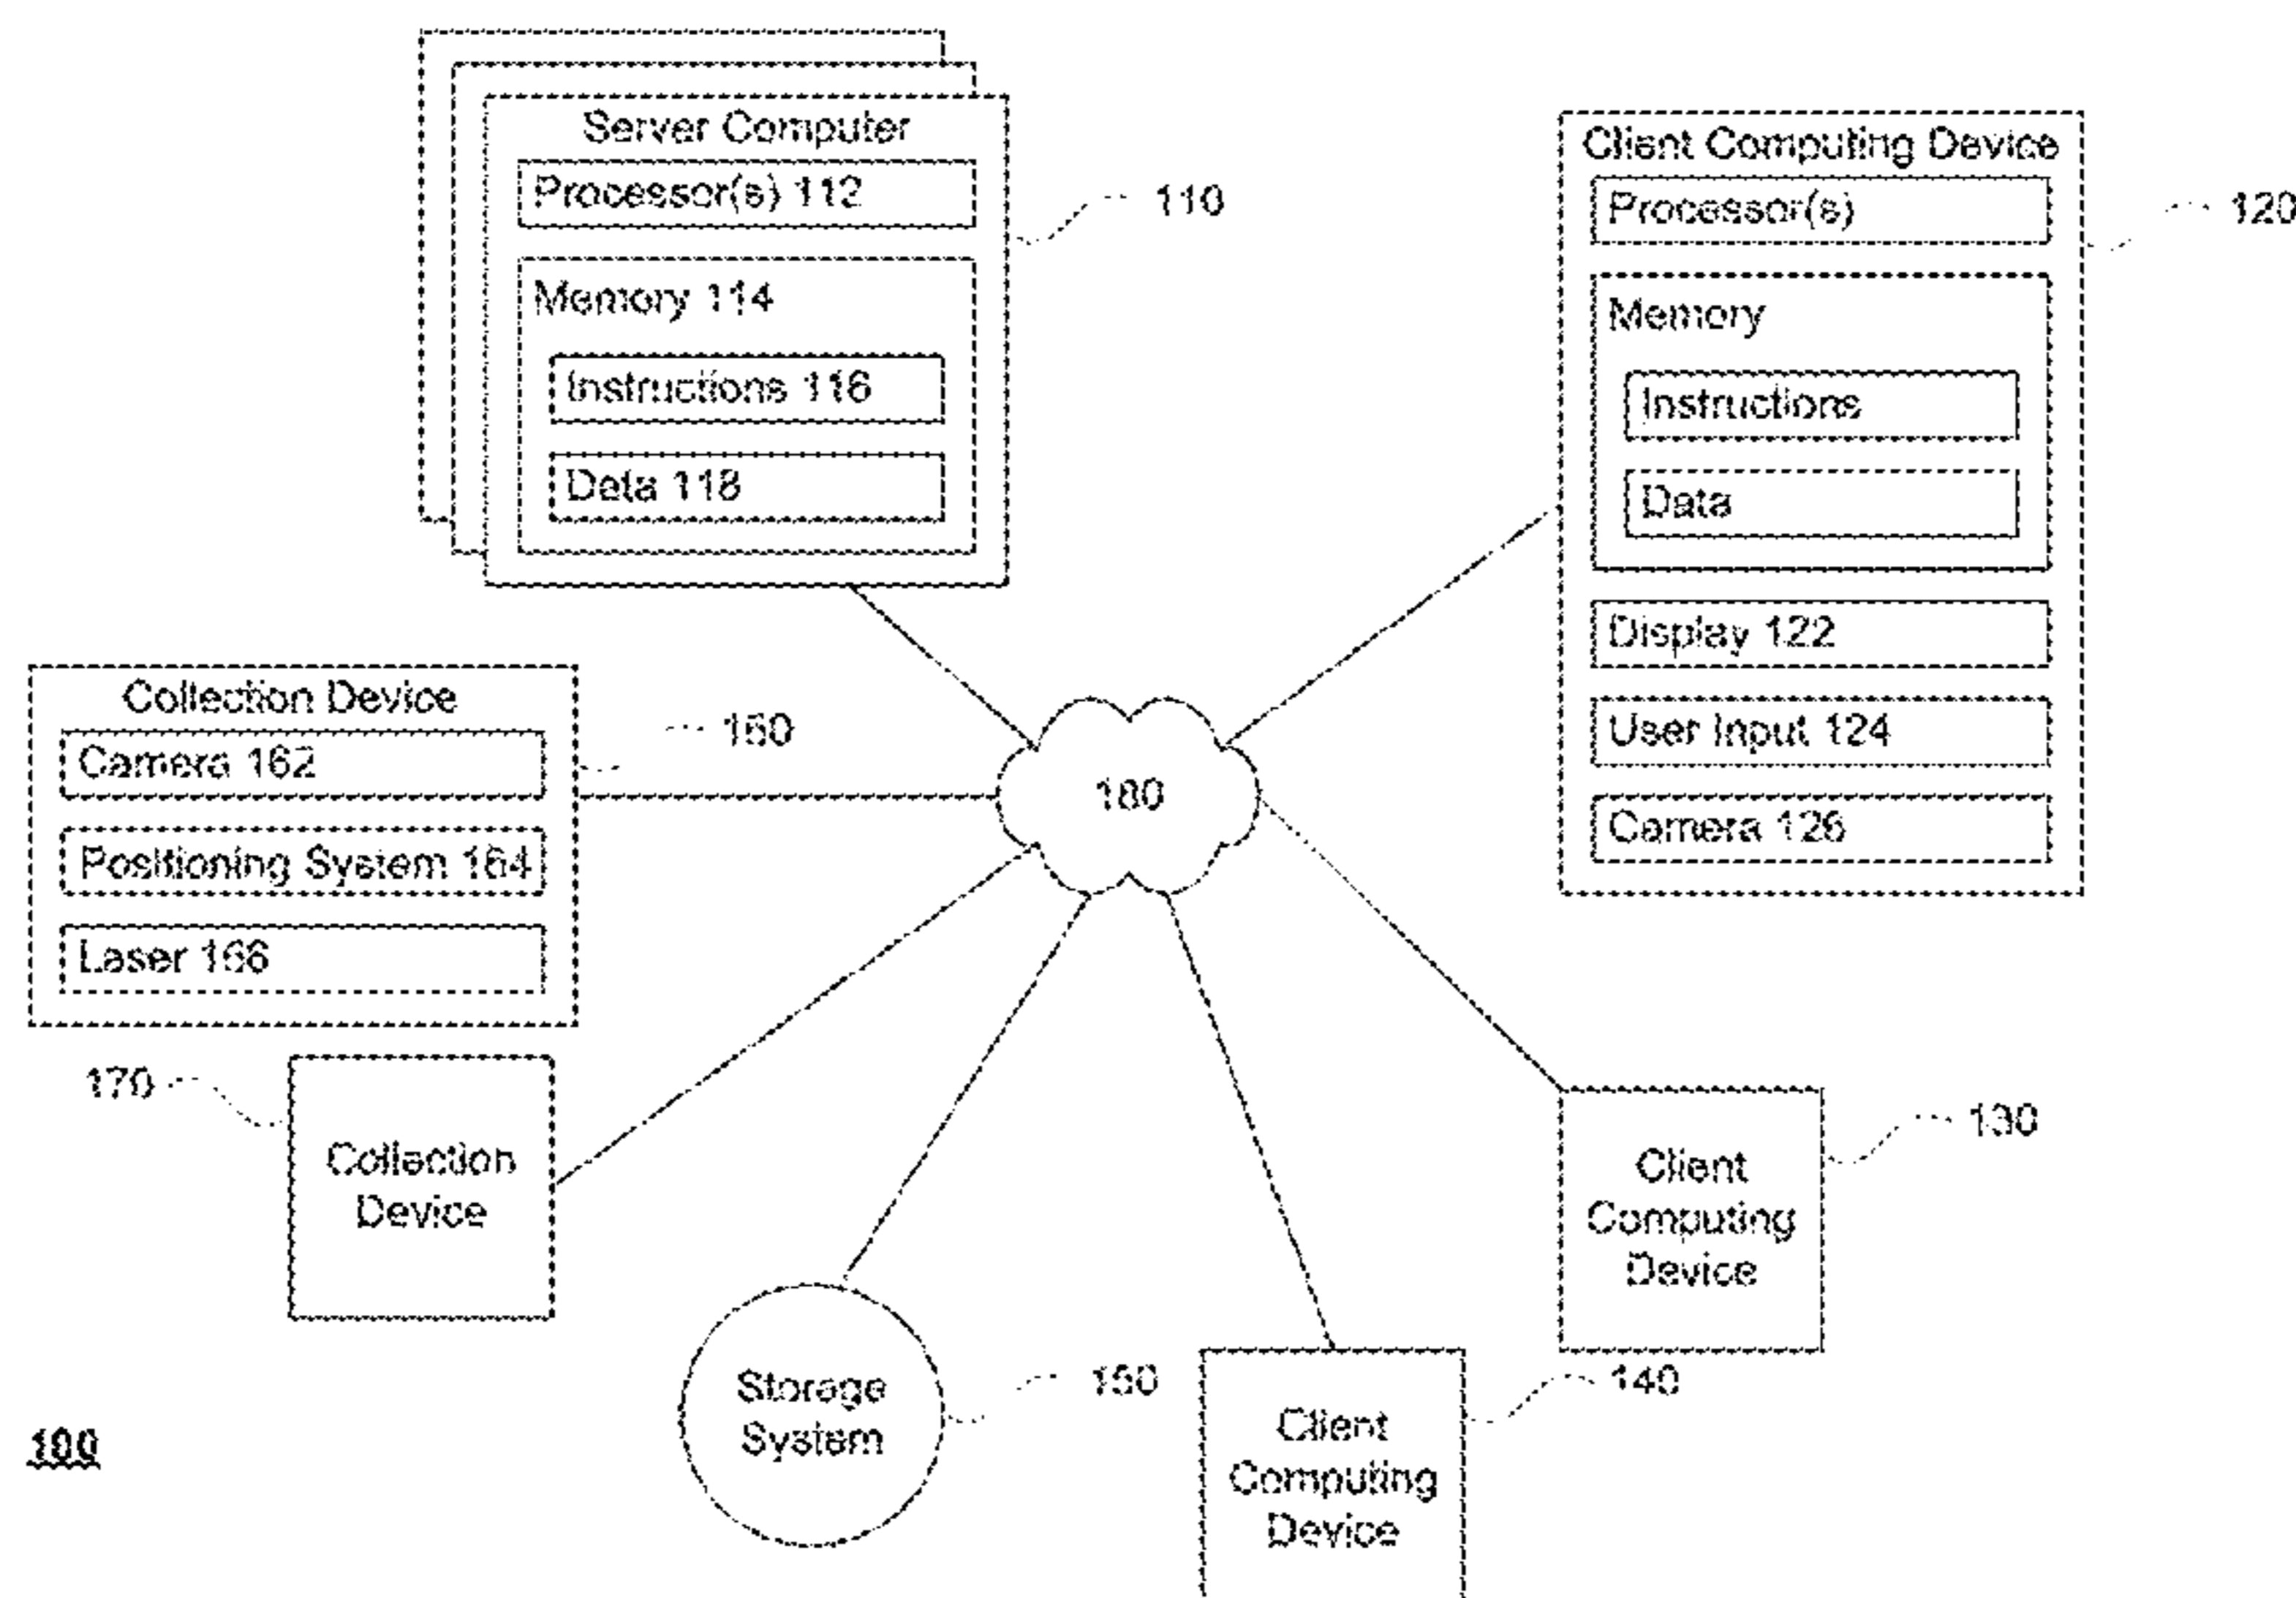 Server Computer
Processor(s) 112
Memory 114
Instructions 116
Data 118
110
Client Computing Device
Processor(s)
Memory
Instructions
Data
Display 122
User Input 124
Camera 126
120
Collection Device
Camera 162
Positioning System 164
Laser 166
160
180
170
Collection
Device
Storage
System
150
Client
Computing
Device
140
Client
Computing
Device
130
100